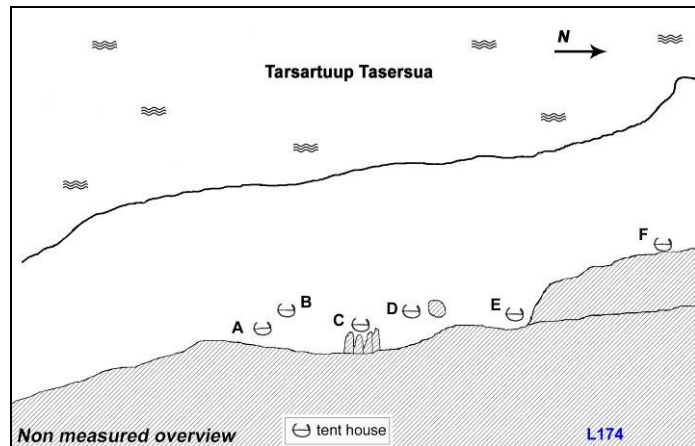 N
Tarsartuup Tasersua
F
B
A
C
D
E
Non measured overview
tent house
L174